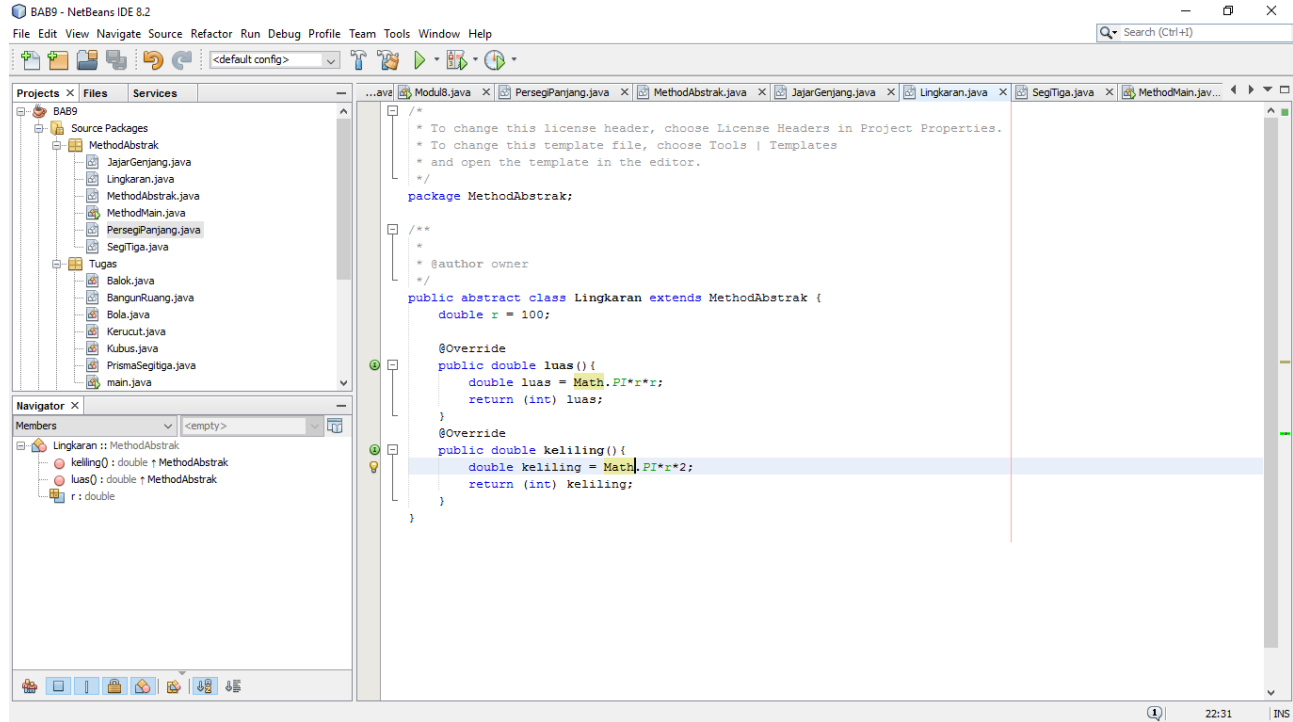 BAB9 - NetBeans IDE 8.2
File Edit View Navigate Source Refactor Run Debug Profile Team Tools Window Help
Search (Ctrl+I)
<default config>
Projects Files Services
BAB9
Source Packages
MethodAbstrak
JajarGenjang.java
Lingkaran.java
MethodAbstrak.java
MethodMain.java
PersegiPanjang.java
SegiTiga.java
Tugas
Balok.java
BangunRuang.java
Bola.java
Kerucut.java
Kubus.java
PrismaSegitiga.java
main.java
Navigator
Members <empty>
Lingkaran :: MethodAbstrak
keliling() : double ↑ MethodAbstrak
luas() : double ↑ MethodAbstrak
r : double
...ava Modul8.java PersegiPanjang.java MethodAbstrak.java JajarGenjang.java Lingkaran.java SegiTiga.java MethodMain.jav...
/*
* To change this license header, choose License Headers in Project Properties.
* To change this template file, choose Tools | Templates
* and open the template in the editor.
*/
package MethodAbstrak;
/**
*
* @author owner
*/
public abstract class Lingkaran extends MethodAbstrak {
double r = 100;
@Override
public double luas(){
double luas = Math.PI*r*r;
return (int) luas;
}
@Override
public double keliling(){
double keliling = Math.PI*r*2;
return (int) keliling;
}
}
1 22:31 INS